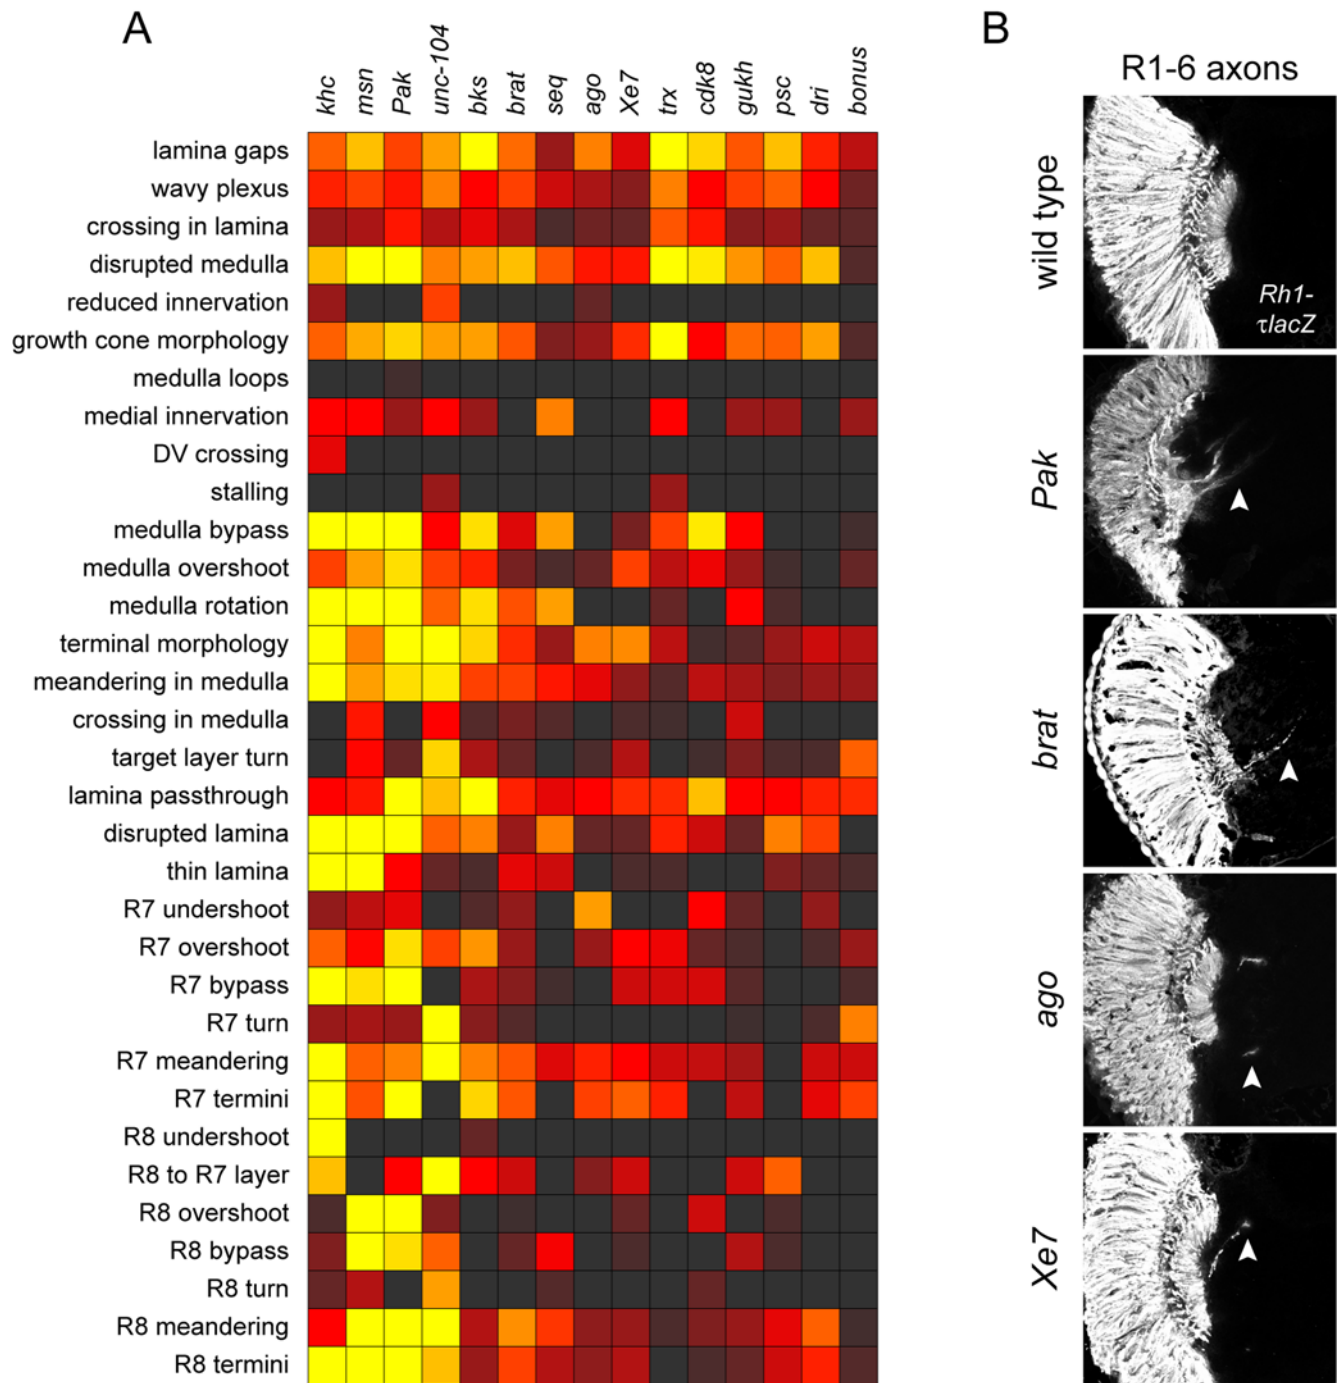 A
B
khc msn Pak unc-104 bks brat seq ago Xe7 trx cdk8 gukh psc dri bonus
R1-6 axons
lamina gaps
wavy plexus
crossing in lamina
disrupted medulla
reduced innervation
growth cone morphology
medulla loops
medial innervation
DV crossing
stalling
medulla bypass
medulla overshoot
medulla rotation
terminal morphology
meandering in medulla
crossing in medulla
target layer turn
lamina passthrough
disrupted lamina
thin lamina
R7 undershoot
R7 overshoot
R7 bypass
R7 turn
R7 meandering
R7 termini
R8 undershoot
R8 to R7 layer
R8 overshoot
R8 bypass
R8 turn
R8 meandering
R8 termini
wild type
Rh1-
τlacZ
Pak
brat
ago
Xe7